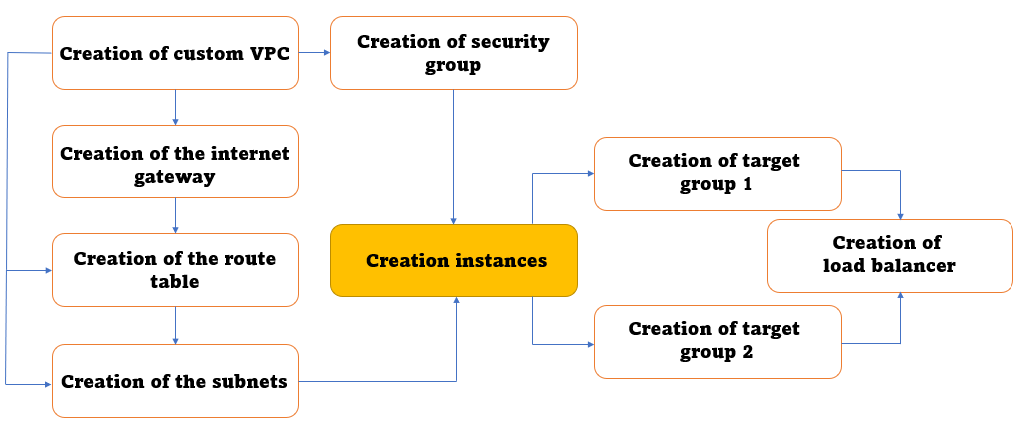 Creation of custom VPC
Creation of security
group
Creation of the internet
gateway
Creation of the route
table
Creation of the subnets
Creation instances
Creation of target
group 1
Creation of target
group 2
Creation of
load balancer